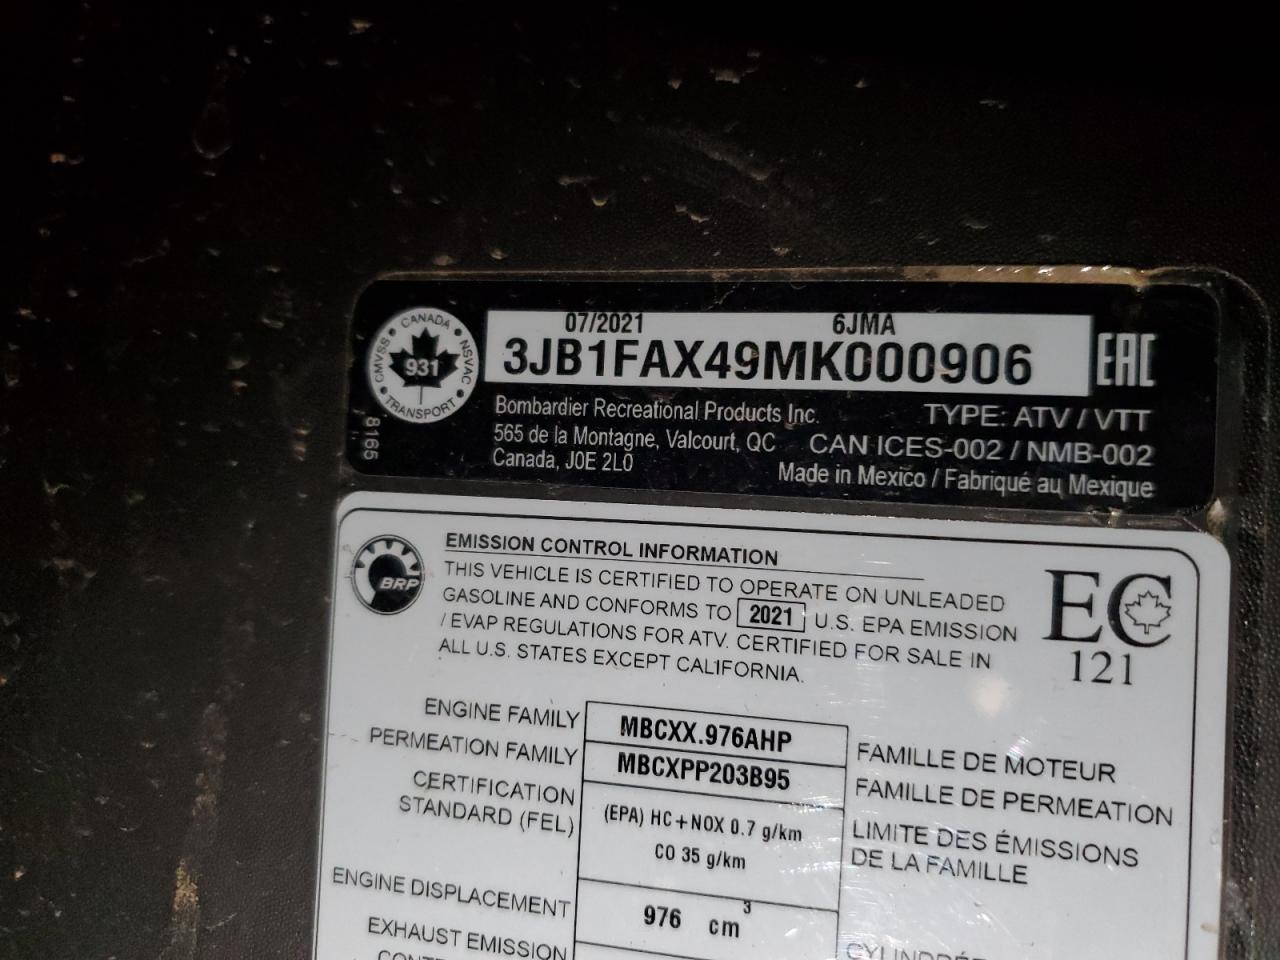 CANADA
CMVSS
NSVAC
931
TRANSPORT
8165
07/2021 6JMA
3JB1FAX49MK000906
EAC
Bombardier Recreational Products Inc.
565 de la Montagne, Valcourt, QC
Canada, J0E 2L0
TYPE: ATV / VTT
CAN ICES-002 / NMB-002
Made in Mexico / Fabriqué au Mexique
BRP
EMISSION CONTROL INFORMATION
THIS VEHICLE IS CERTIFIED TO OPERATE ON UNLEADED
GASOLINE AND CONFORMS TO 2021 U.S. EPA EMISSION
/ EVAP REGULATIONS FOR ATV. CERTIFIED FOR SALE IN
ALL U.S. STATES EXCEPT CALIFORNIA.
EC
121
ENGINE FAMILY MBCXX.976AHP FAMILLE DE MOTEUR
PERMEATION FAMILY MBCXPP203B95 FAMILLE DE PERMEATION
CERTIFICATION
STANDARD (FEL)
(EPA) HC+NOX 0.7 g/km
CO 35 g/km
LIMITE DES ÉMISSIONS
DE LA FAMILLE
ENGINE DISPLACEMENT 976 cm³
EXHAUST EMISSION